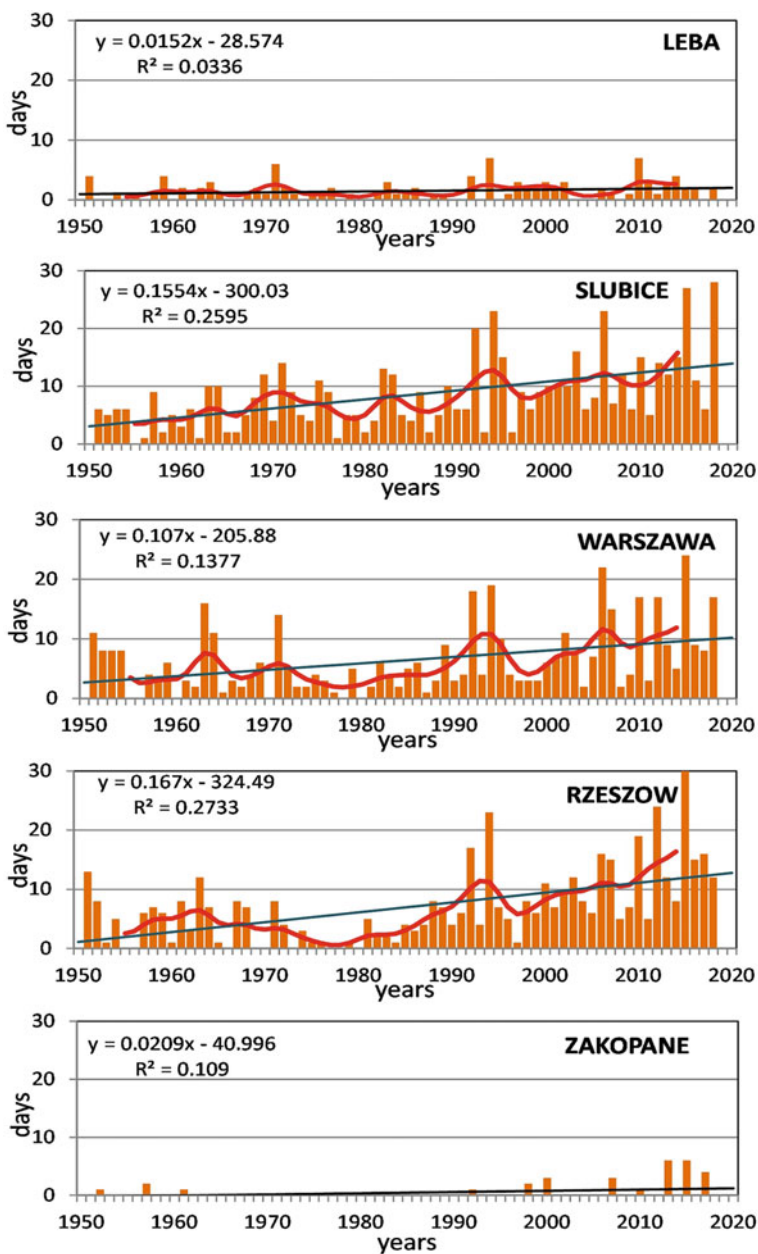 30
y = 0.0152x - 28.574
LEBA
R² = 0.0336
20
days
10
0
1950 1960 1970 1980 1990 2000 2010 2020
years
30
y = 0.1554x - 300.03
SLUBICE
R² = 0.2595
20
days
10
0
1950 1960 1970 1980 1990 2000 2010 2020
years
30
y = 0.107x - 205.88
WARSZAWA
R² = 0.1377
20
days
10
0
1950 1960 1970 1980 1990 2000 2010 2020
years
30
y = 0.167x - 324.49
RZESZOW
R² = 0.2733
20
days
10
0
1950 1960 1970 1980 1990 2000 2010 2020
years
30
y = 0.0209x - 40.996
ZAKOPANE
R² = 0.109
20
days
10
0
1950 1960 1970 1980 1990 2000 2010 2020
years